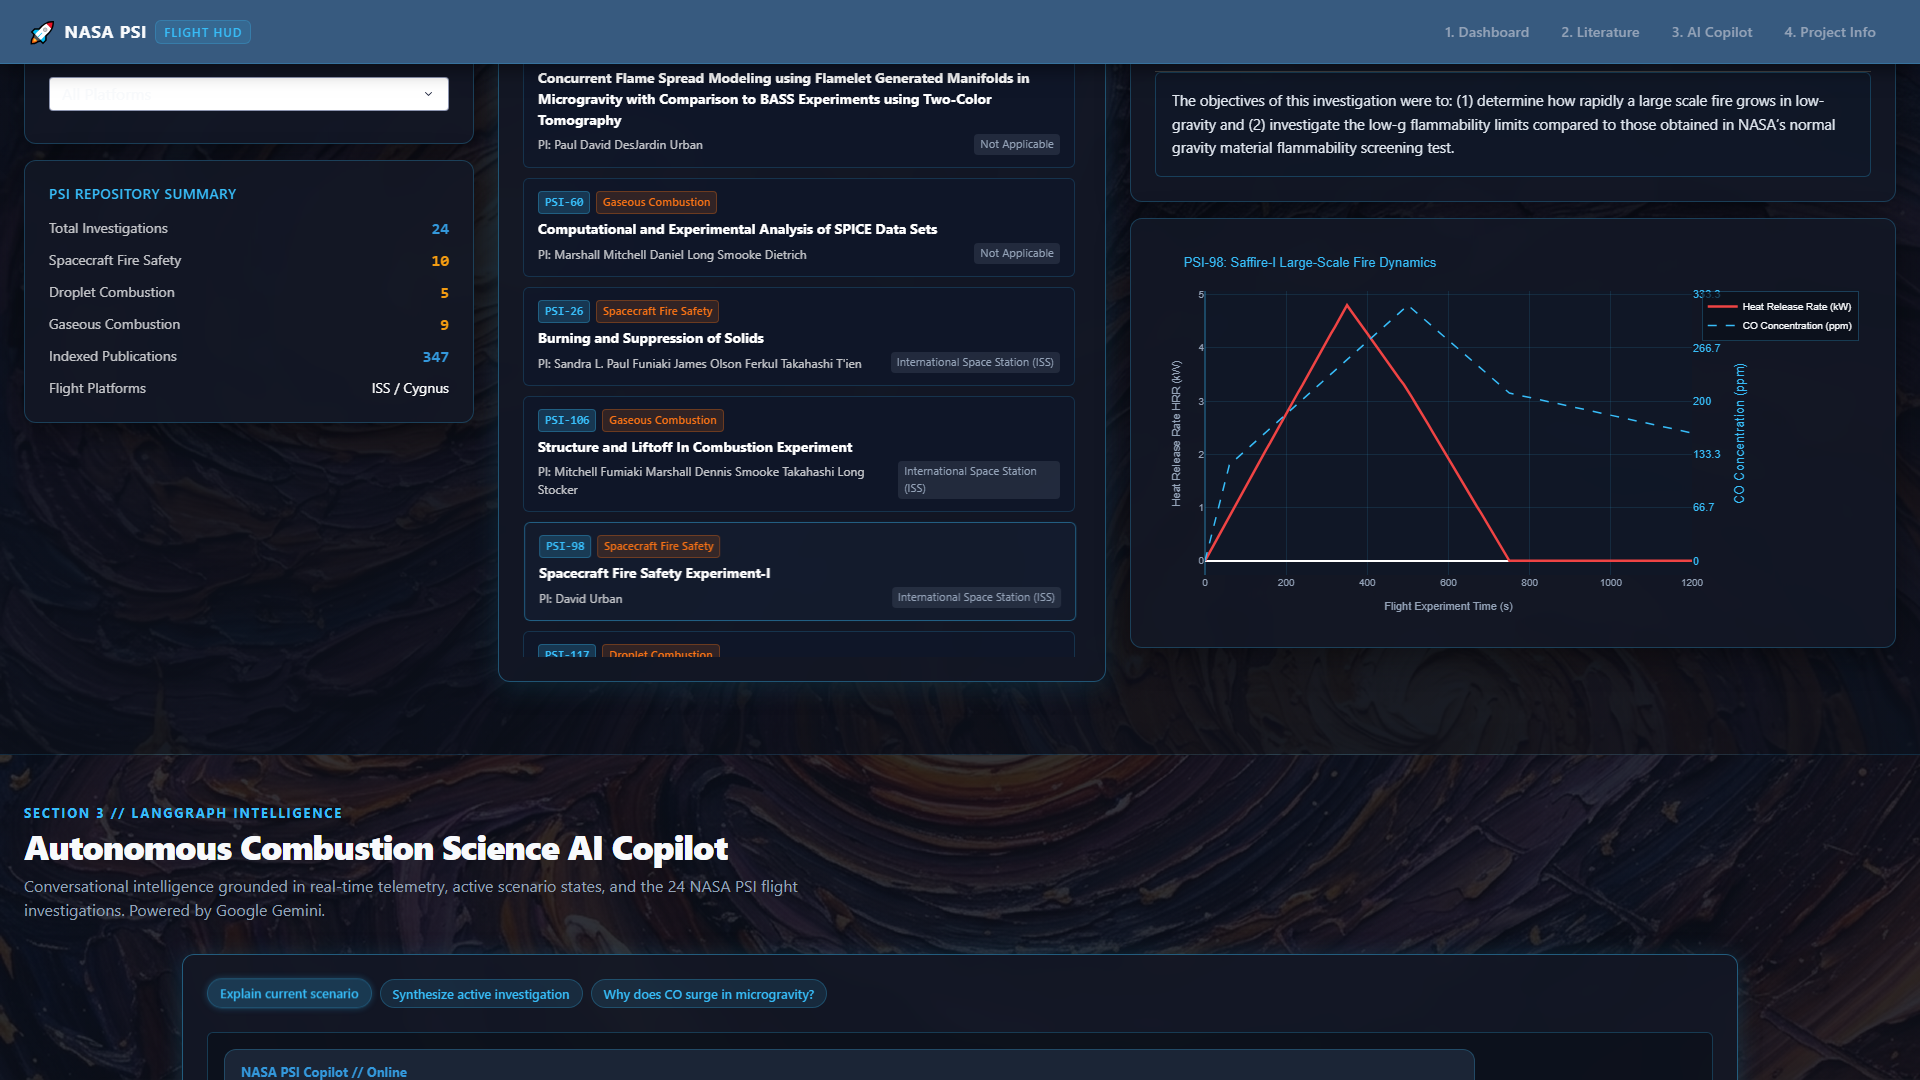 NASA PSI
FLIGHT HUD
1. Dashboard
2. Literature
3. AI Copilot
4. Project Info
PSI REPOSITORY SUMMARY
Total Investigations 24
Spacecraft Fire Safety 10
Droplet Combustion 5
Gaseous Combustion 9
Indexed Publications 347
Flight Platforms ISS / Cygnus
Concurrent Flame Spread Modeling using Flamelet Generated Manifolds in
Microgravity with Comparison to BASS Experiments using Two-Color
Tomography
PI: Paul David DesJardin Urban
Not Applicable
PSI-60 Gaseous Combustion
Computational and Experimental Analysis of SPICE Data Sets
PI: Marshall Mitchell Daniel Long Smooke Dietrich
Not Applicable
PSI-26 Spacecraft Fire Safety
Burning and Suppression of Solids
PI: Sandra L. Paul Funiaki James Olson Ferkul Takahashi T'ien
International Space Station (ISS)
PSI-106 Gaseous Combustion
Structure and Liftoff In Combustion Experiment
PI: Mitchell Fumiaki Marshall Dennis Smooke Takahashi Long
Stocker
International Space Station
(ISS)
PSI-98 Spacecraft Fire Safety
Spacecraft Fire Safety Experiment-I
PI: David Urban
International Space Station (ISS)
PSI-117 Droplet Combustion
The objectives of this investigation were to: (1) determine how rapidly a large scale fire grows in low-
gravity and (2) investigate the low-g flammability limits compared to those obtained in NASA's normal
gravity material flammability screening test.
PSI-98: Saffire-I Large-Scale Fire Dynamics
Heat Release Rate (kW)
CO Concentration (ppm)
5
4
3
2
1
0
Heat Release Rate HRR (kW)
333.3
266.7
200
133.3
66.7
0
CO Concentration (ppm)
0 200 400 600 800 1000 1200
Flight Experiment Time (s)
SECTION 3 // LANGGRAPH INTELLIGENCE
Autonomous Combustion Science AI Copilot
Conversational intelligence grounded in real-time telemetry, active scenario states, and the 24 NASA PSI flight
investigations. Powered by Google Gemini.
Explain current scenario
Synthesize active investigation
Why does CO surge in microgravity?
NASA PSI Copilot // Online